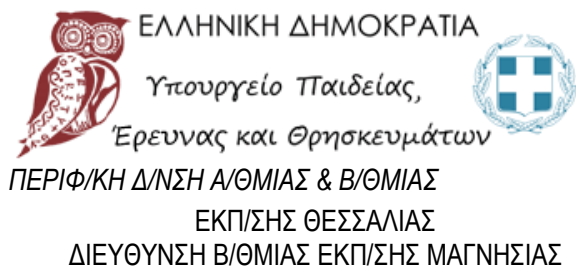 ΕΛΛΗΝΙΚΗ ΔΗΜΟΚΡΑΤΙΑ
Υπουργείο Παιδείας,
Έρευνας και Θρησκευμάτων
ΠΕΡΙΦ/ΚΗ Δ/ΝΣΗ Α/ΘΜΙΑΣ & Β/ΘΜΙΑΣ
ΕΚΠ/ΣΗΣ ΘΕΣΣΑΛΙΑΣ
ΔΙΕΥΘΥΝΣΗ Β/ΘΜΙΑΣ ΕΚΠ/ΣΗΣ ΜΑΓΝΗΣΙΑΣ